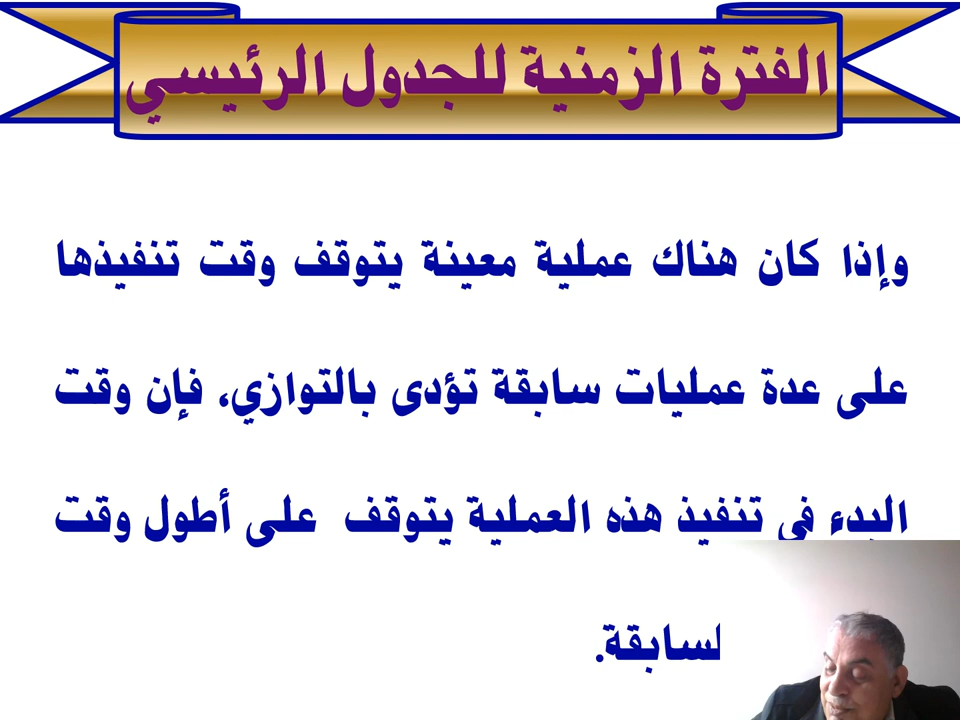 الفترة الزمنية للجدول الرئيسي
وإذا كان هناك عملية معينة يتوقف وقت تنفيذها
على عدة عمليات سابقة تؤدى بالتوازي، فإن وقت
البدء في تنفيذ هذه العملية يتوقف على أطول وقت
لسابقة.